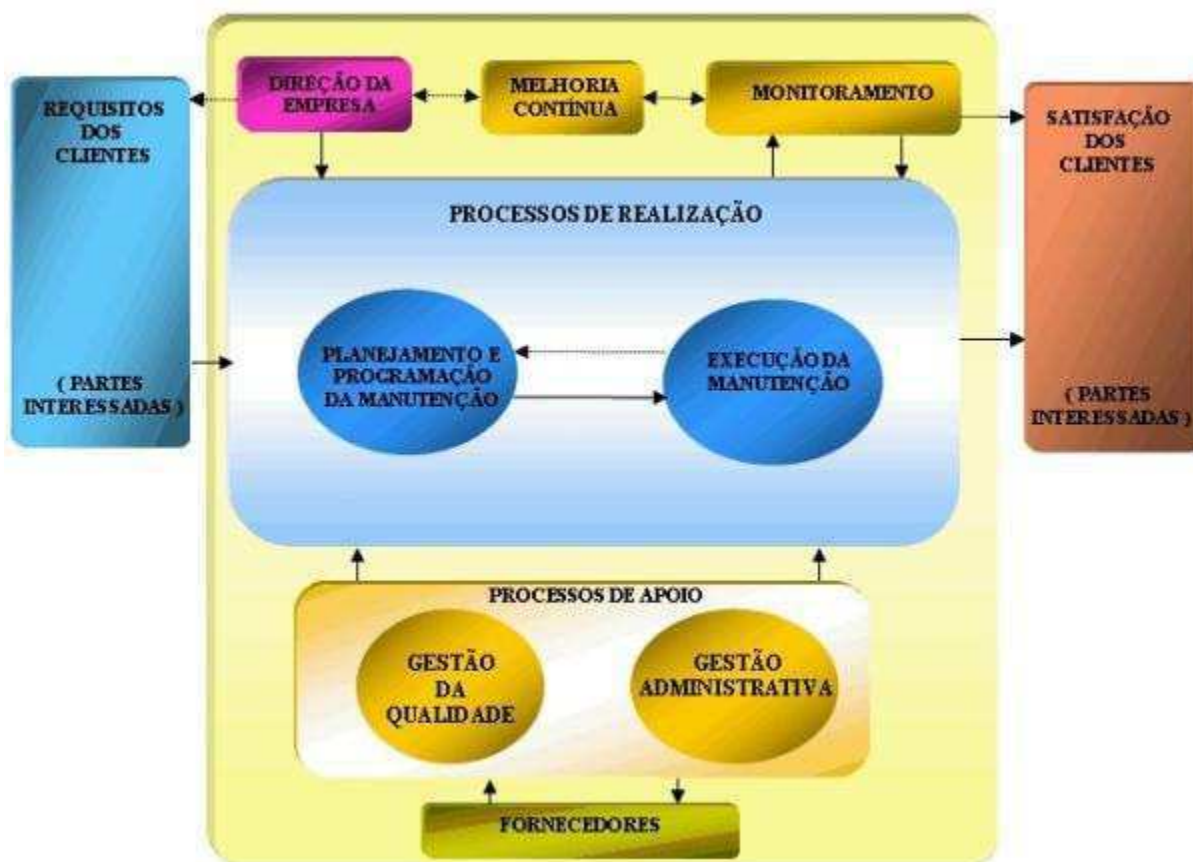 REQUISITOS
DOS
CLIENTES
( PARTES
INTERESSADAS )
DIREÇÃO DA
EMPRESA
MELHORIA
CONTÍNUA
MONITORAMENTO
PROCESSOS DE REALIZAÇÃO
PLANEJAMENTO E
PROGRAMAÇÃO
DA MANUTENÇÃO
EXECUÇÃO DA
MANUTENÇÃO
PROCESSOS DE APOIO
GESTÃO
DA
QUALIDADE
GESTÃO
ADMINISTRATIVA
FORNECEDORES
SATISFAÇÃO
DOS
CLIENTES
( PARTES
INTERESSADAS )